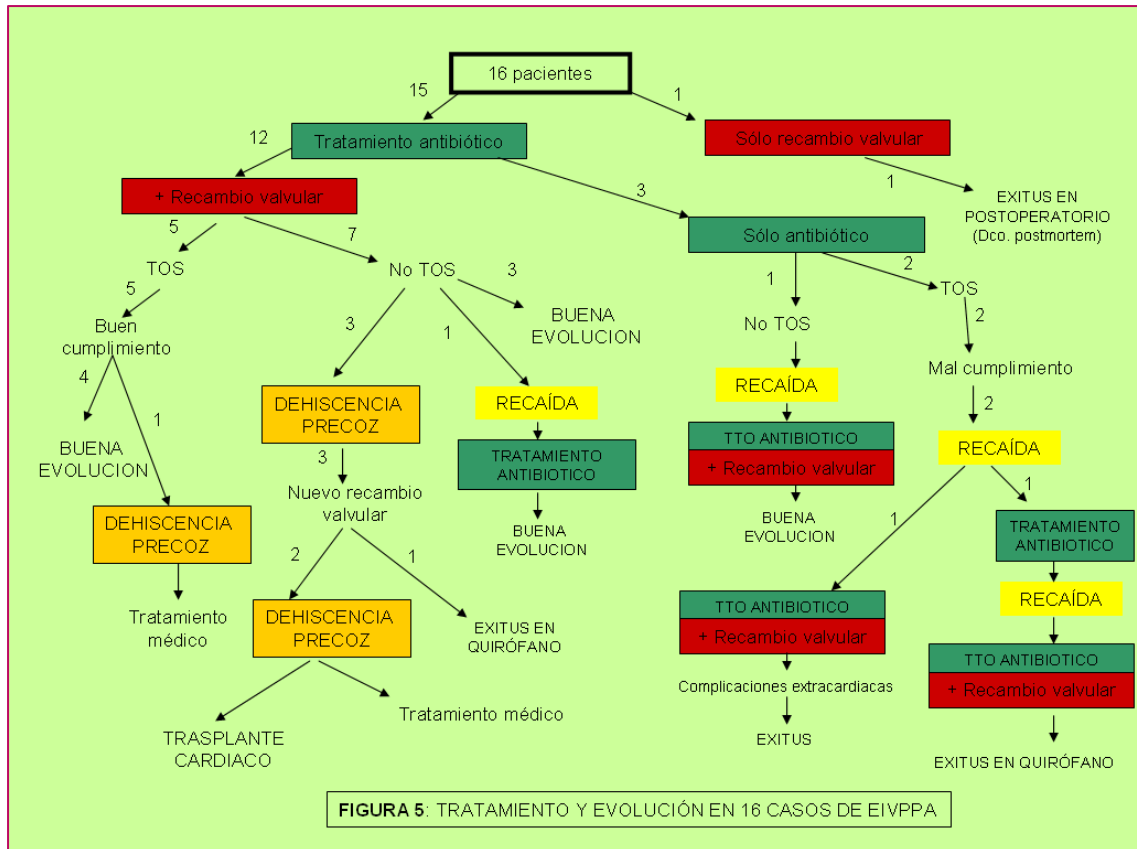 16 pacientes
15
1
12
Tratamiento antibiótico
Sólo recambio valvular
3
1
+ Recambio valvular
EXITUS EN
POSTOPERATORIO
(Dco. postmortem)
5
7
Sólo antibiótico
TOS
No TOS
3
1
2
TOS
5
BUENA
EVOLUCION
Buen
cumplimiento
3
1
No TOS
2
Mal cumplimiento
4
1
DEHISCENCIA
PRECOZ
RECAÍDA
RECAÍDA
2
BUENA
EVOLUCION
TTO ANTIBIOTICO
+ Recambio valvular
RECAÍDA
3
TRATAMIENTO
ANTIBIOTICO
Nuevo recambio
valvular
1
1
DEHISCENCIA
PRECOZ
BUENA
EVOLUCION
BUENA
EVOLUCION
TRATAMIENTO
ANTIBIOTICO
2
1
Tratamiento
médico
DEHISCENCIA
PRECOZ
EXITUS EN
QUIRÓFANO
TTO ANTIBIOTICO
+ Recambio valvular
RECAÍDA
TTO ANTIBIOTICO
+ Recambio valvular
Complicaciones extracardiacas
Tratamiento médico
TRASPLANTE
CARDIACO
EXITUS
EXITUS EN QUIRÓFANO
FIGURA 5: TRATAMIENTO Y EVOLUCIÓN EN 16 CASOS DE EIVPPA